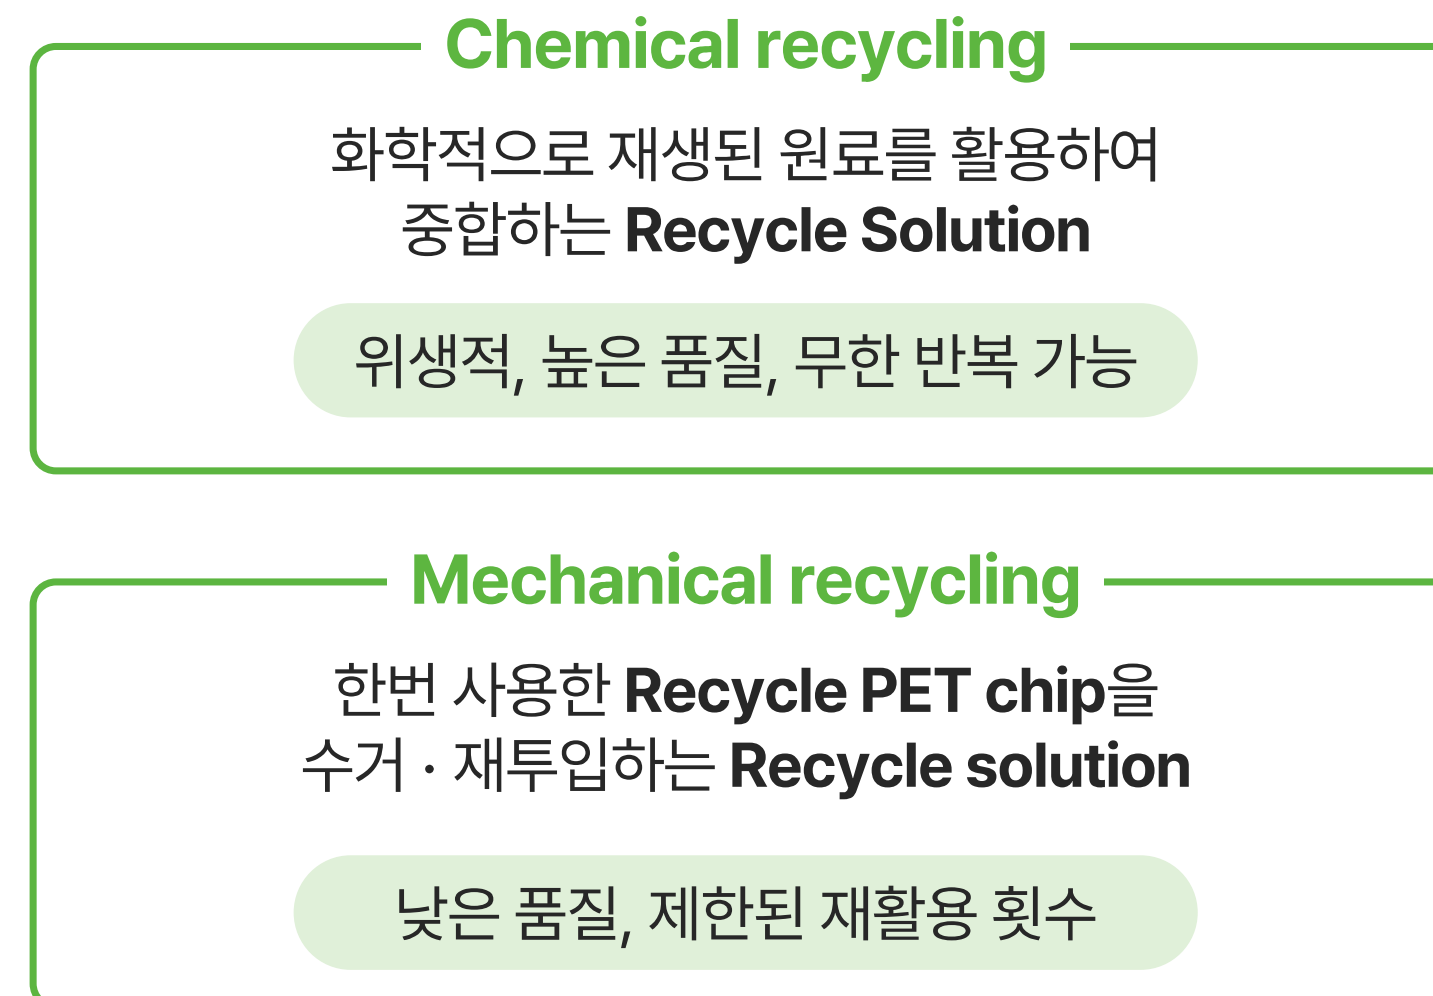 Chemical recycling
화학적으로 재생된 원료를 활용하여
중합하는 Recycle Solution
위생적, 높은 품질, 무한 반복 가능
Mechanical recycling
한번 사용한 Recycle PET chip을
수거 · 재투입하는 Recycle solution
낮은 품질, 제한된 재활용 횟수